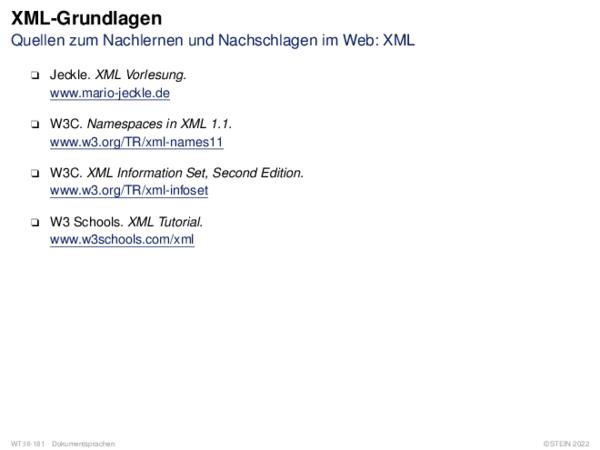 XML-Grundlagen
Quellen zum Nachlernen und Nachschlagen im Web: XML
❑ Jeckle. XML Vorlesung.
www.mario-jeckle.de
❑ W3C. Namespaces in XML 1.1.
www.w3.org/TR/xml-names11
❑ W3C. XML Information Set, Second Edition.
www.w3.org/TR/xml-infoset
❑ W3 Schools. XML Tutorial.
www.w3schools.com/xml
WT:III-181 Dokumentsprachen ©STEIN 2022